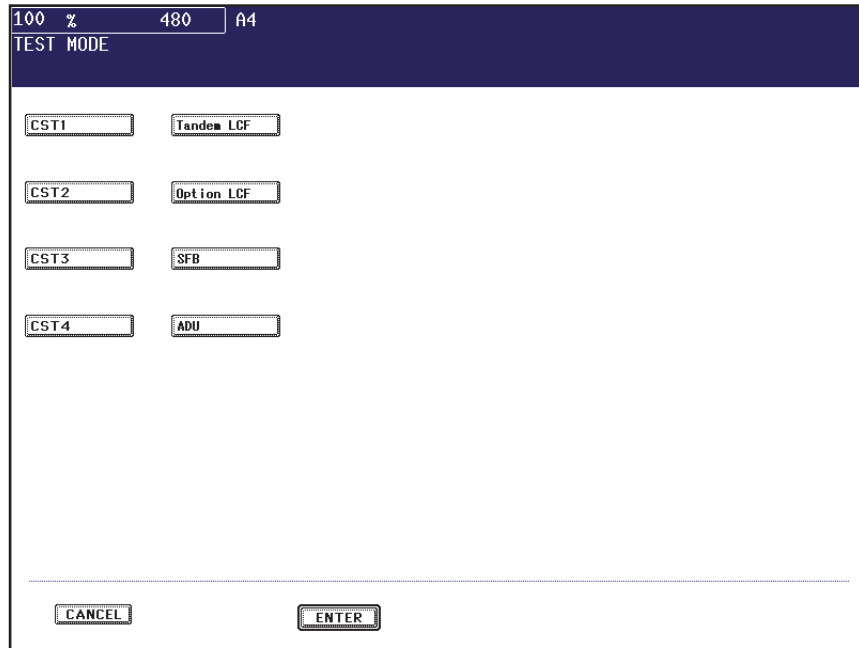 100 % 480 A4
TEST MODE
CST1 Tandem LCF
CST2 Option LCF
CST3 SFB
CST4 ADU
CANCEL ENTER